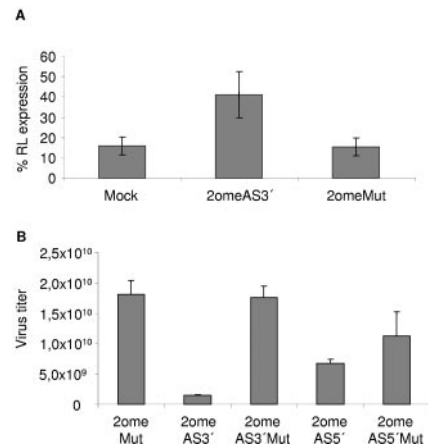 A
60
50
40
30
20
10
0
% RL expression
Mock 2omeAS3´ 2omeMut
B
2,5x10¹⁰
2,0x10¹⁰
1,5x10¹⁰
1,0x10¹⁰
5,0x10⁹
0
Virus titer
2ome 2ome 2ome 2ome 2ome
Mut AS3´ AS3´Mut AS5´ AS5´Mut